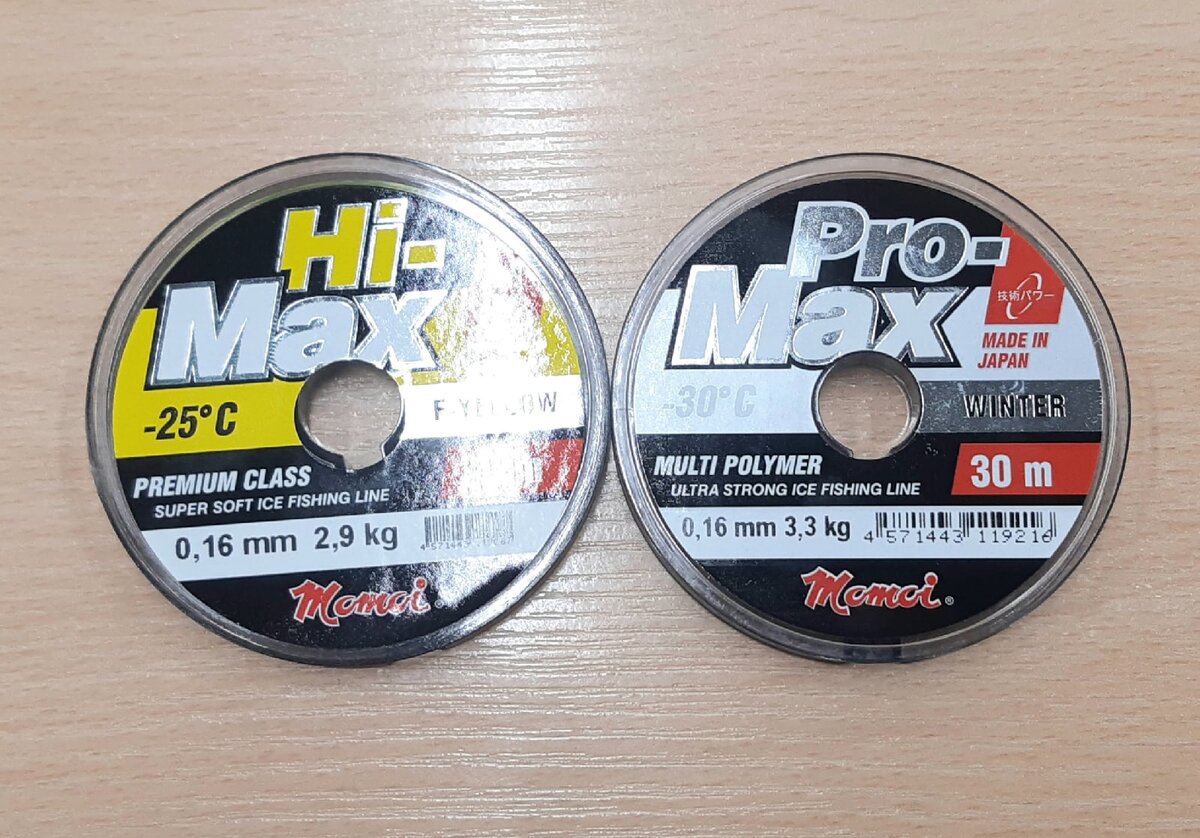 Hi-
Max
-25°C
F-YELLOW
PREMIUM CLASS
SUPER SOFT ICE FISHING LINE
0,16 mm 2,9 kg
Momoi®
Pro-
Max
技術パワー
MADE IN
JAPAN
-30°C
WINTER
MULTI POLYMER
30 m
ULTRA STRONG ICE FISHING LINE
0,16 mm 3,3 kg
4 571443 119216
Momoi®